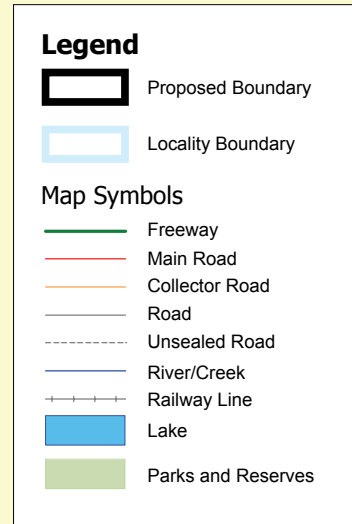 Legend
Proposed Boundary
Locality Boundary
Map Symbols
Freeway
Main Road
Collector Road
Road
Unsealed Road
River/Creek
Railway Line
Lake
Parks and Reserves